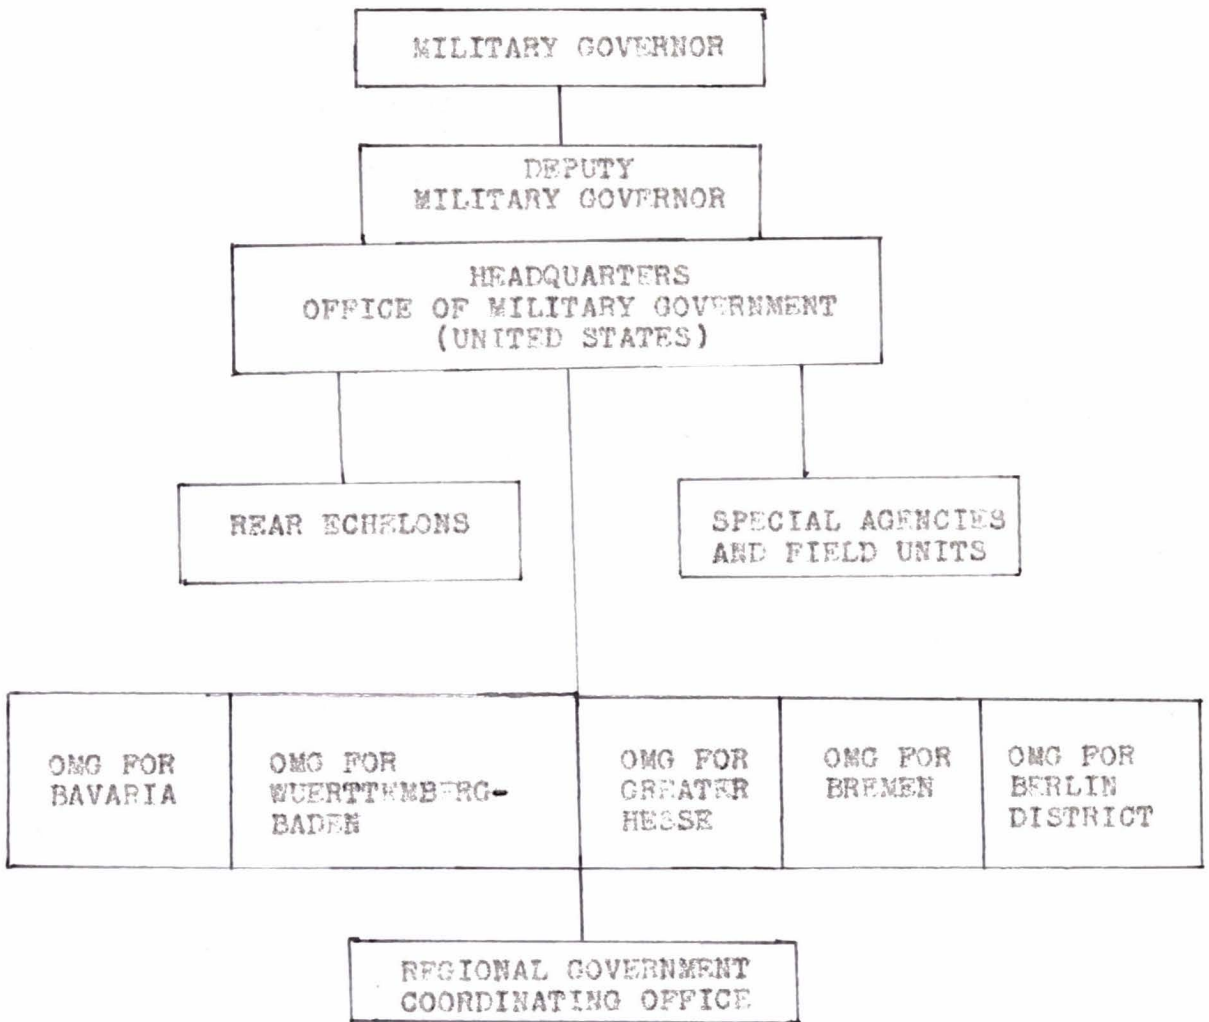 MILITARY GOVERNOR
DEPUTY
MILITARY GOVERNOR
HEADQUARTERS
OFFICE OF MILITARY GOVERNMENT
(UNITED STATES)
REAR ECHELONS
SPECIAL AGENCIES
AND FIELD UNITS
OMG FOR
BAVARIA
OMG FOR
WUERTTEMBERG-
BADEN
OMG FOR
GREATER
HESSE
OMG FOR
BREMEN
OMG FOR
BERLIN
DISTRICT
REGIONAL GOVERNMENT
COORDINATING OFFICE